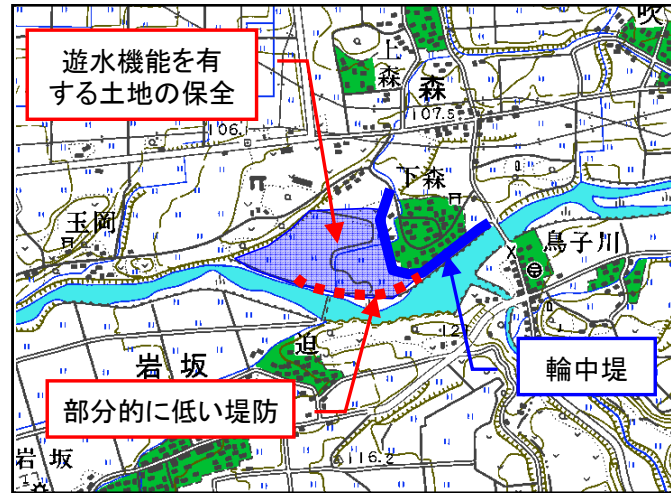 遊水機能を有
する土地の保全
上森
森
吹
106.1
107.5
下森
玉岡
鳥子川
迫
岩坂
輪中堤
部分的に低い堤防
岩坂
116.2